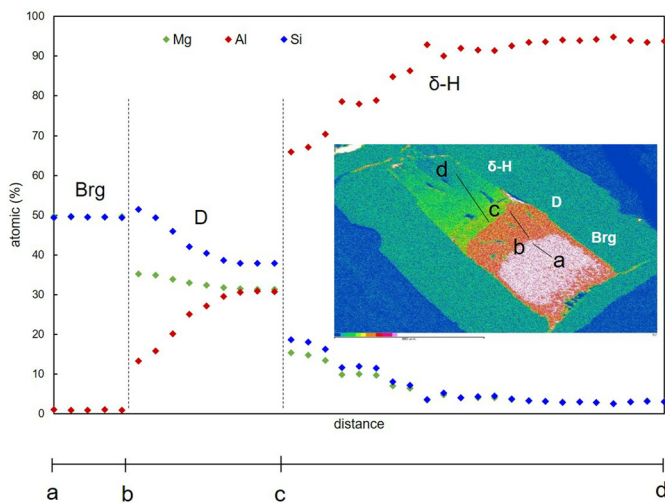 Mg Al Si
100
90
80
70
60
50
40
30
20
10
0
atomic (%)
Brg
D
δ-H
d
δ-H
c
D
b
Brg
a
distance
a b c d